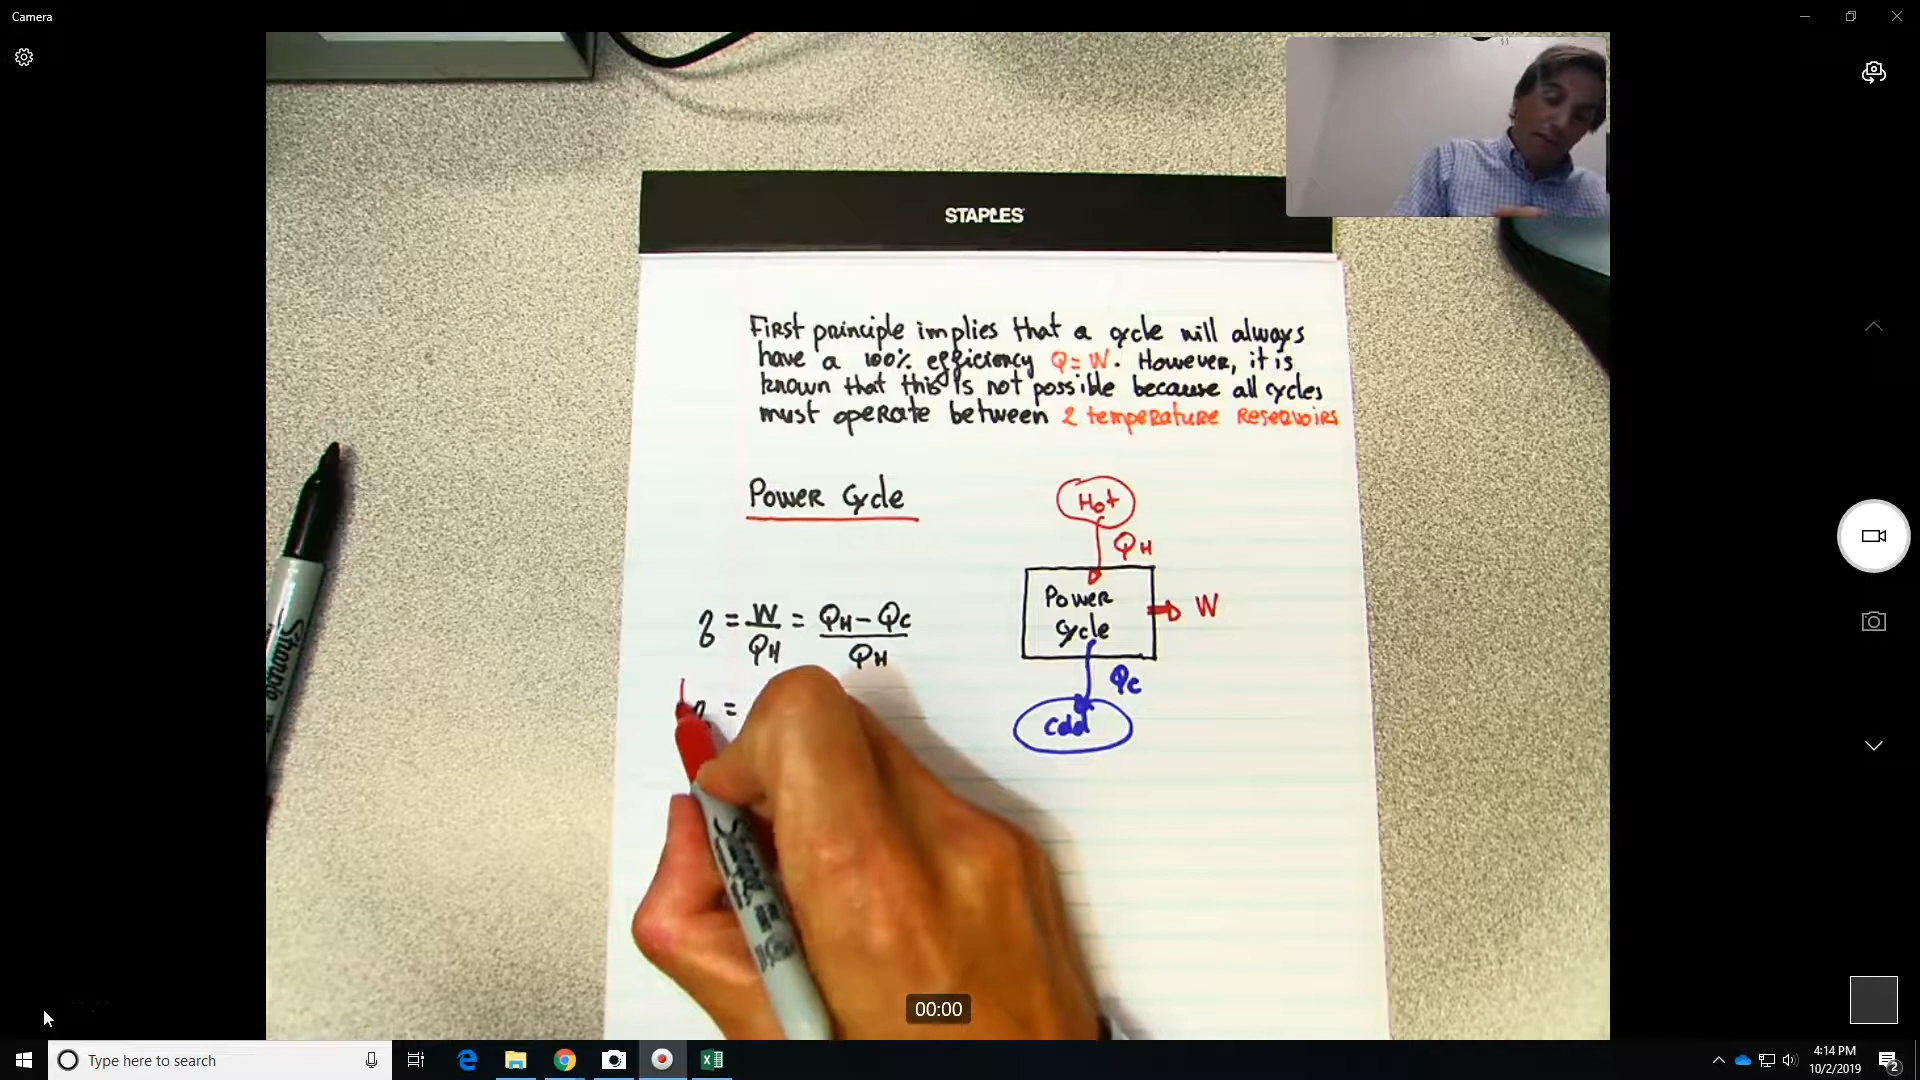 Camera
STAPLES
First principle implies that a cycle will always
have a 100% efficiency Q = W. However, it is
known that this is not possible because all cycles
must operate between 2 temperature reservoirs
Power Cycle
Hot
QH
Power
Cycle
W
η = W/QH = (QH - QC)/QH
Qc
Cold
η =
Sharpie
00:00
Type here to search
4:14 PM
10/2/2019
2